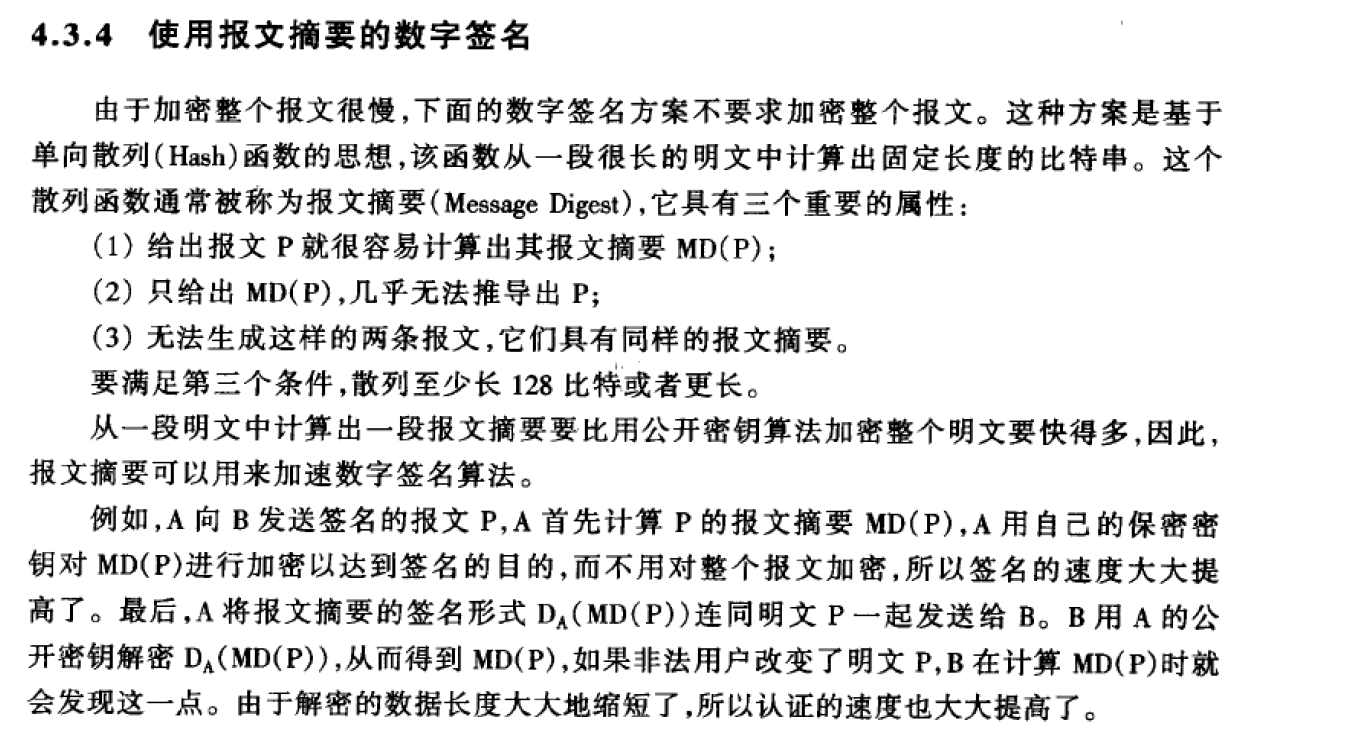 4.3.4 使用报文摘要的数字签名
由于加密整个报文很慢,下面的数字签名方案不要求加密整个报文。这种方案是基于
单向散列(Hash)函数的思想,该函数从一段很长的明文中计算出固定长度的比特串。这个
散列函数通常被称为报文摘要(Message Digest),它具有三个重要的属性:
(1) 给出报文 P 就很容易计算出其报文摘要 MD(P);
(2) 只给出 MD(P),几乎无法推导出 P;
(3) 无法生成这样的两条报文,它们具有同样的报文摘要。
要满足第三个条件,散列至少长 128 比特或者更长。
从一段明文中计算出一段报文摘要要比用公开密钥算法加密整个明文要快得多,因此,
报文摘要可以用来加速数字签名算法。
例如,A 向 B 发送签名的报文 P,A 首先计算 P 的报文摘要 MD(P),A 用自己的保密密
钥对 MD(P)进行加密以达到签名的目的,而不用对整个报文加密,所以签名的速度大大提
高了。最后,A 将报文摘要的签名形式 D_A(MD(P))连同明文 P 一起发送给 B。B 用 A 的公
开密钥解密 D_A(MD(P)),从而得到 MD(P),如果非法用户改变了明文 P,B 在计算 MD(P)时就
会发现这一点。由于解密的数据长度大大地缩短了,所以认证的速度也大大提高了。